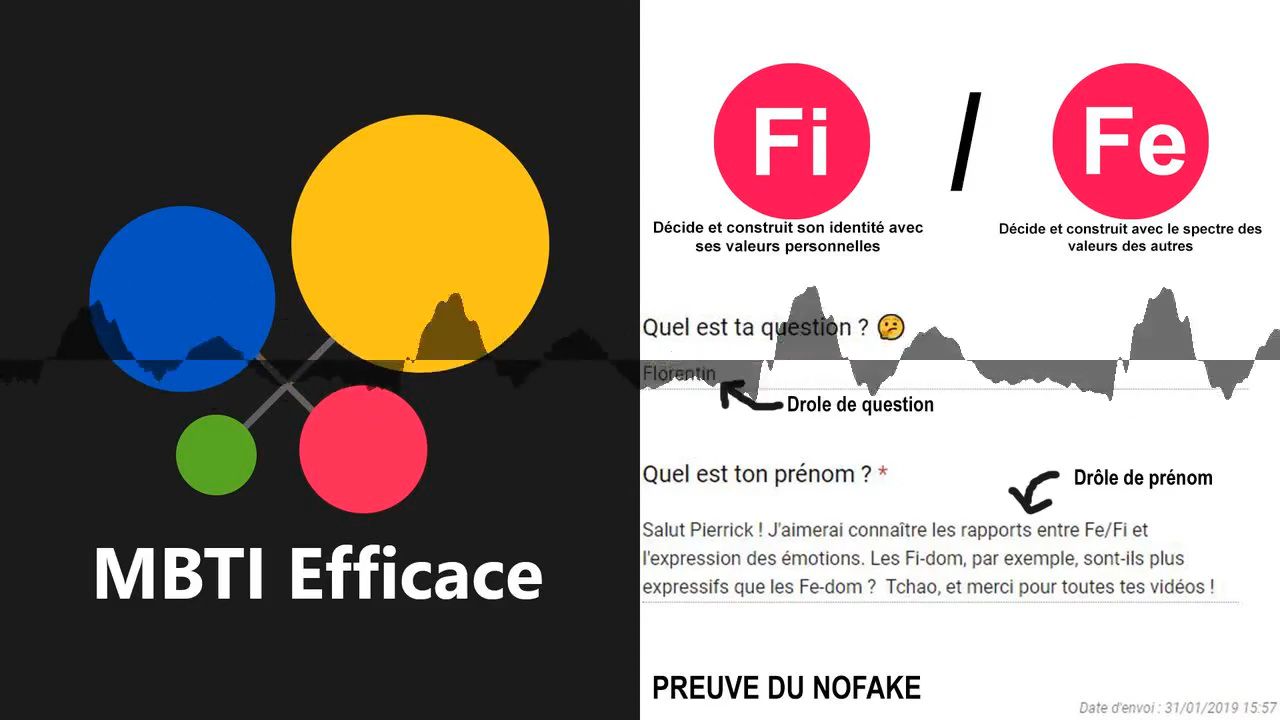 MBTI Efficace
Fi / Fe
Décide et construit son identité avec
ses valeurs personnelles
Décide et construit avec le spectre des
valeurs des autres
Quel est ta question ? 🤔
Florentin
Drole de question
Quel est ton prénom ? *
Drôle de prénom
Salut Pierrick ! J'aimerai connaître les rapports entre Fe/Fi et
l'expression des émotions. Les Fi-dom, par exemple, sont-ils plus
expressifs que les Fe-dom ? Tchao, et merci pour toutes tes vidéos !
PREUVE DU NOFAKE
Date d'envoi : 31/01/2019 15:57